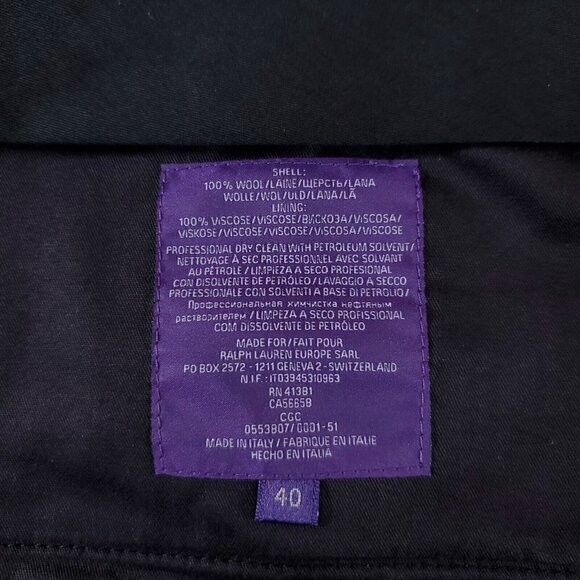 SHELL:
100% WOOL/LAINE/ШЕРСТЬ/LANA
WOLLE/WOL/ULD/LANA/LÃ
LINING:
100% VISCOSE/VISCOSE/ВИСКОЗА/VISCOSA/
VISKOSE/VISCOSE/VISCOSE/VISCOSA/VISCOSE
PROFESSIONAL DRY CLEAN WITH PETROLEUM SOLVENT/
NETTOYAGE À SEC PROFESSIONNEL AVEC SOLVANT
AU PÉTROLE/LIMPIEZA A SECO PROFESIONAL
CON DISOLVENTE DE PETRÓLEO/LAVAGGIO A SECCO
PROFESSIONALE CON SOLVENTI A BASE DI PETROLIO/
Профессиональная химчистка нефтяным
растворителем/LIMPEZA A SECO PROFISSIONAL
COM DISSOLVENTE DE PETRÓLEO
MADE FOR/FAIT POUR
RALPH LAUREN EUROPE SARL
PO BOX 2572 - 1211 GENEVA 2 - SWITZERLAND
N.I.F.: IT03945310963
RN 41381
CA56658
CGC
0553807/0001-51
MADE IN ITALY/FABRIQUE EN ITALIE
HECHO EN ITALIA
40